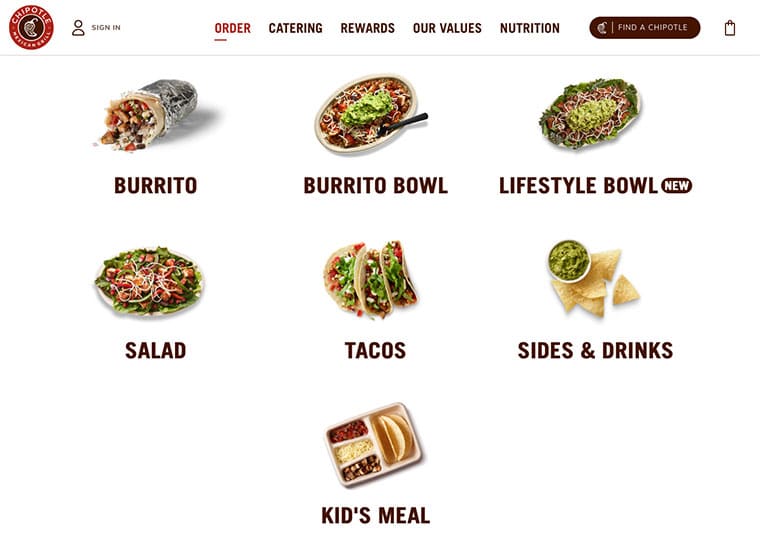 CHIPOTLE
MEXICAN GRILL
SIGN IN
ORDER
CATERING
REWARDS
OUR VALUES
NUTRITION
FIND A CHIPOTLE
BURRITO
BURRITO BOWL
LIFESTYLE BOWL NEW
SALAD
TACOS
SIDES & DRINKS
KID'S MEAL